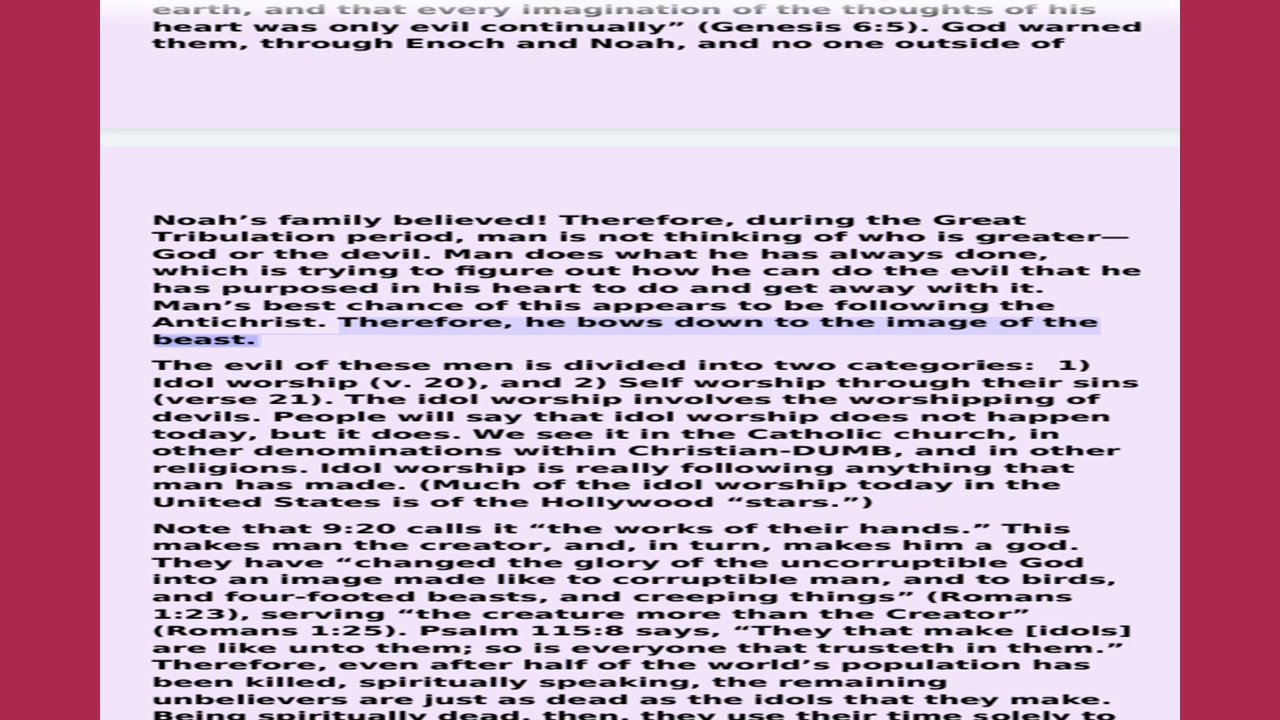 earth, and that every imagination of the thoughts of his
heart was only evil continually” (Genesis 6:5). God warned
them, through Enoch and Noah, and no one outside of
Noah’s family believed! Therefore, during the Great
Tribulation period, man is not thinking of who is greater—
God or the devil. Man does what he has always done,
which is trying to figure out how he can do the evil that he
has purposed in his heart to do and get away with it.
Man’s best chance of this appears to be following the
Antichrist. Therefore, he bows down to the image of the
beast.
The evil of these men is divided into two categories:  1)
Idol worship (v. 20), and 2) Self worship through their sins
(verse 21). The idol worship involves the worshipping of
devils. People will say that idol worship does not happen
today, but it does. We see it in the Catholic church, in
other denominations within Christian-DUMB, and in other
religions. Idol worship is really following anything that
man has made. (Much of the idol worship today in the
United States is of the Hollywood “stars.”)
Note that 9:20 calls it “the works of their hands.” This
makes man the creator, and, in turn, makes him a god.
They have “changed the glory of the uncorruptible God
into an image made like to corruptible man, and to birds,
and four-footed beasts, and creeping things” (Romans
1:23), serving “the creature more than the Creator”
(Romans 1:25). Psalm 115:8 says, “They that make [idols]
are like unto them; so is everyone that trusteth in them.”
Therefore, even after half of the world’s population has
been killed, spiritually speaking, the remaining
unbelievers are just as dead as the idols that they make.
Being spiritually dead, then, they use their time solely to